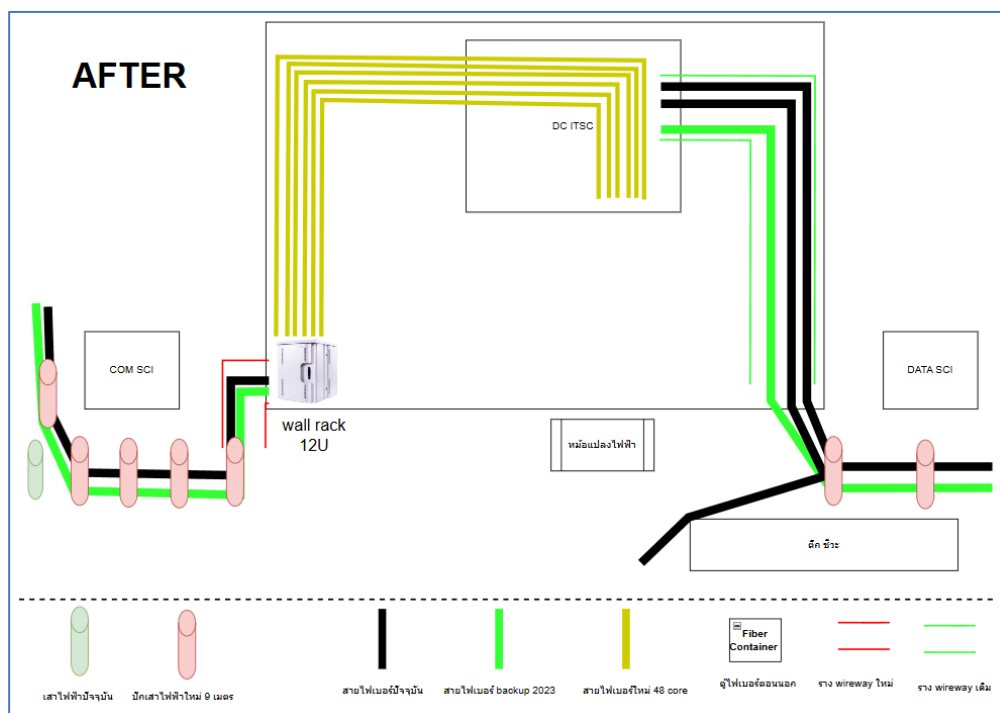 AFTER
DC ITSC
COM SCI
DATA SCI
wall rack
12U
หม้อแปลงไฟฟ้า
ตึก ชีวะ
Fiber
Container
เสาไฟฟ้าปัจจุบัน
ปักเสาไฟฟ้าใหม่ 9 เมตร
สายไฟเบอร์ปัจจุบัน
สายไฟเบอร์ backup 2023
สายไฟเบอร์ใหม่ 48 core
ตู้ไฟเบอร์ตอนนอก
ราง wireway ใหม่
ราง wireway เดิม